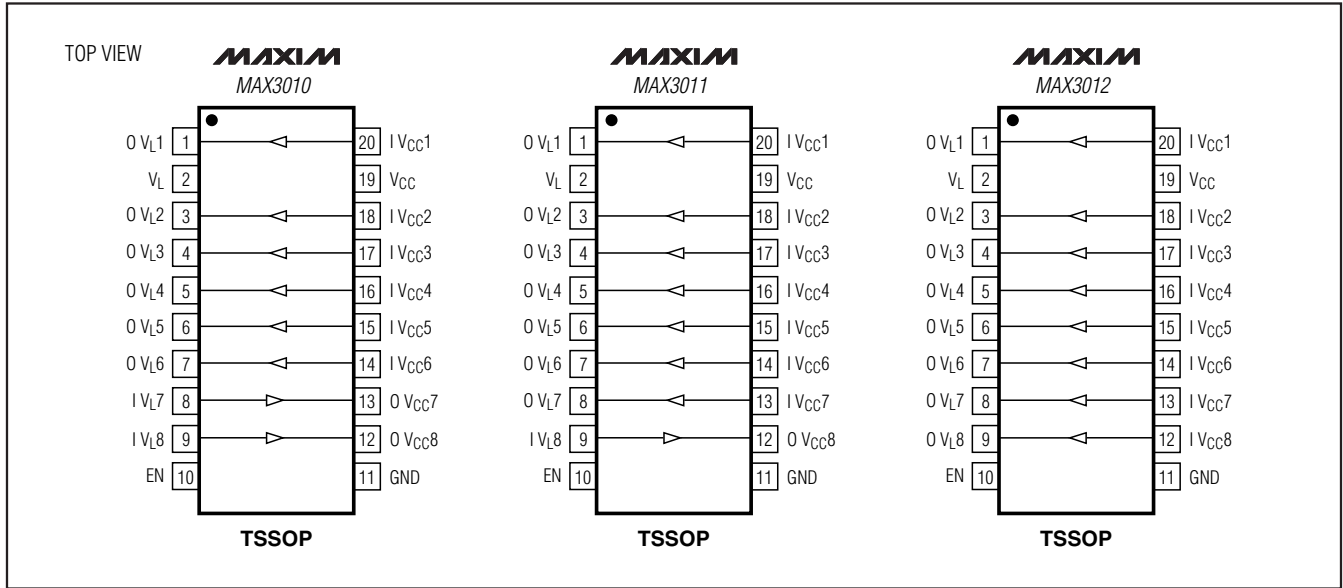 TOP VIEW
MAXIM
MAX3010
O VL1 1 20 I VCC1
VL 2 19 VCC
O VL2 3 18 I VCC2
O VL3 4 17 I VCC3
O VL4 5 16 I VCC4
O VL5 6 15 I VCC5
O VL6 7 14 I VCC6
I VL7 8 13 O VCC7
I VL8 9 12 O VCC8
EN 10 11 GND
TSSOP
MAXIM
MAX3011
O VL1 1 20 I VCC1
VL 2 19 VCC
O VL2 3 18 I VCC2
O VL3 4 17 I VCC3
O VL4 5 16 I VCC4
O VL5 6 15 I VCC5
O VL6 7 14 I VCC6
O VL7 8 13 I VCC7
I VL8 9 12 O VCC8
EN 10 11 GND
TSSOP
MAXIM
MAX3012
O VL1 1 20 I VCC1
VL 2 19 VCC
O VL2 3 18 I VCC2
O VL3 4 17 I VCC3
O VL4 5 16 I VCC4
O VL5 6 15 I VCC5
O VL6 7 14 I VCC6
O VL7 8 13 I VCC7
O VL8 9 12 I VCC8
EN 10 11 GND
TSSOP